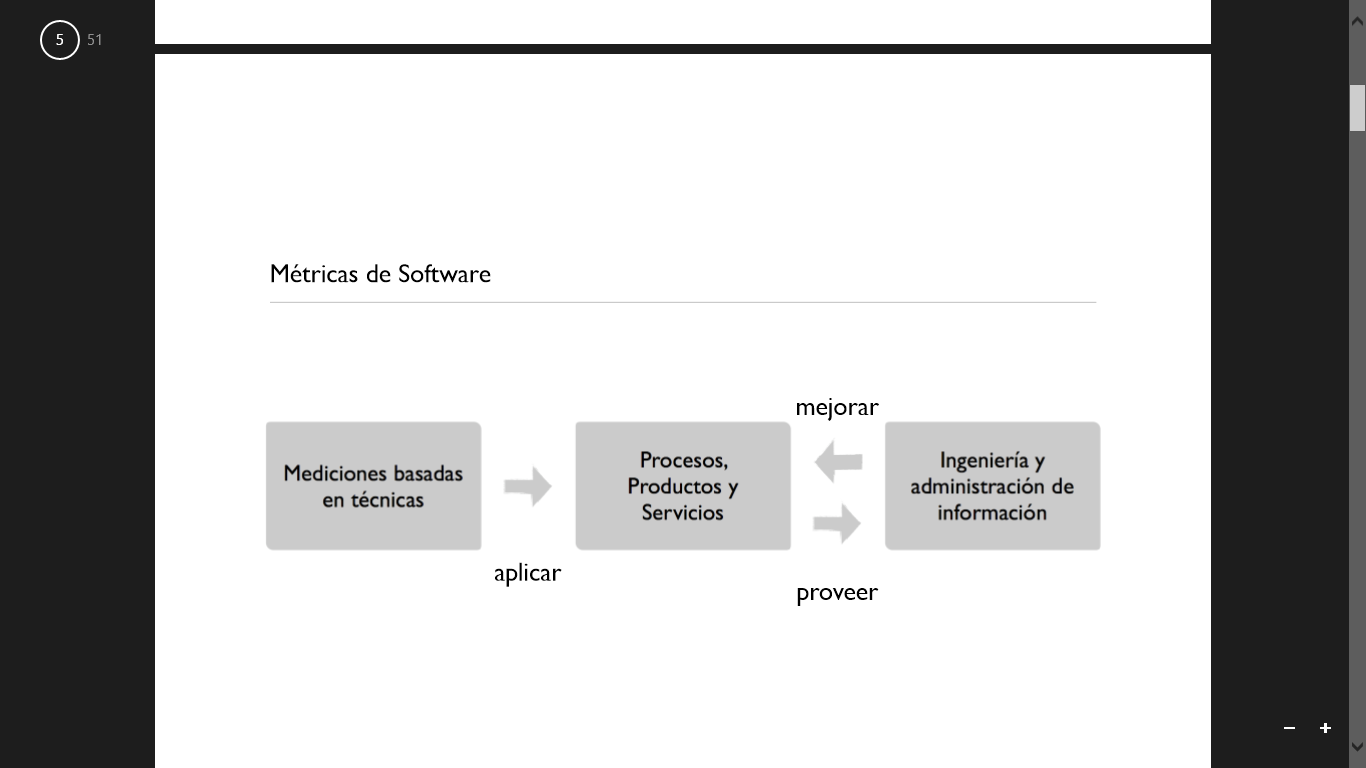 5 51
Métricas de Software
mejorar
Mediciones basadas
en técnicas
Procesos,
Productos y
Servicios
Ingeniería y
administración de
información
aplicar
proveer